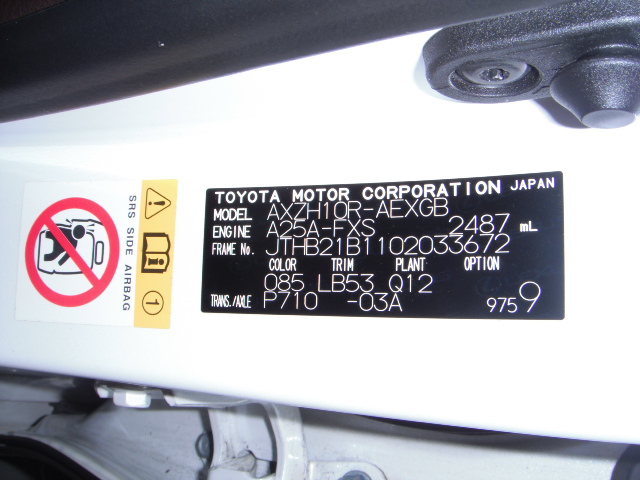 TOYOTA MOTOR CORPORATION JAPAN
MODEL AXZH10R-AEXGB
ENGINE A25A-FXS 2487 mL
FRAME No. JTHB21B1102033672
COLOR TRIM PLANT OPTION
085 LB53 Q12
TRANS./AXLE P710 -03A 9759
SRS SIDE AIRBAG
1